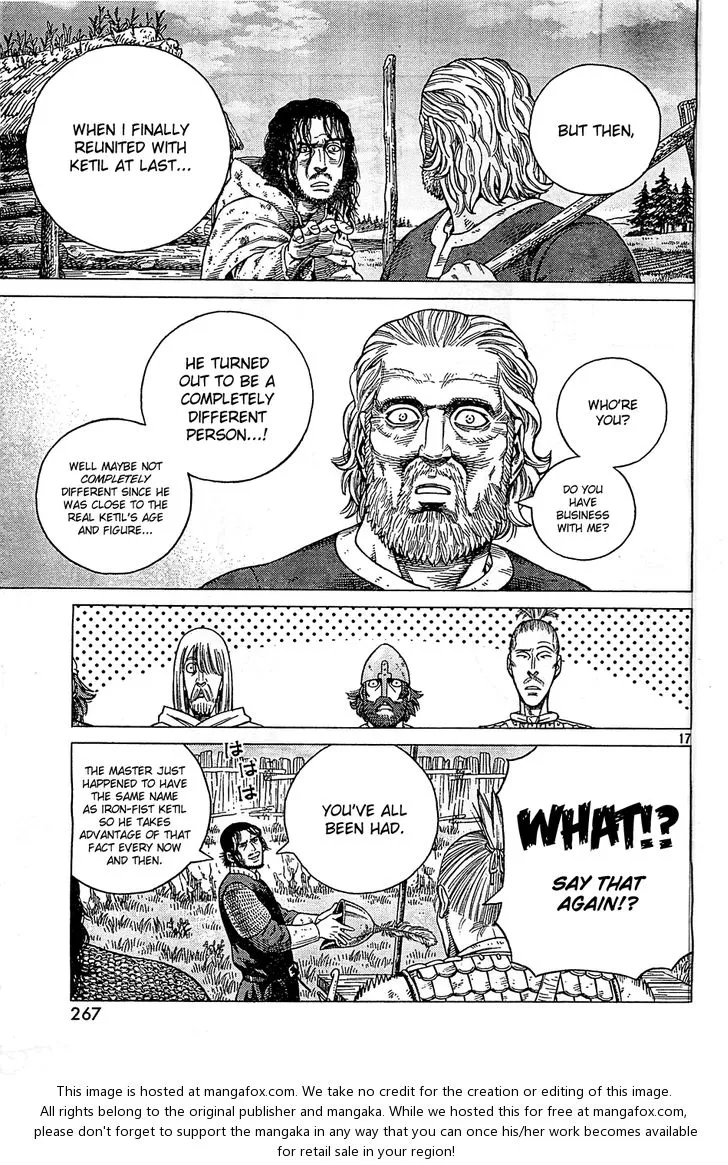 WHEN I FINALLY
REUNITED WITH
KETIL AT LAST...
BUT THEN,
HE TURNED
OUT TO BE A
COMPLETELY
DIFFERENT
PERSON...!
WELL MAYBE NOT
COMPLETELY
DIFFERENT SINCE HE
WAS CLOSE TO THE
REAL KETIL'S AGE
AND FIGURE...
WHO'RE
YOU?
DO YOU
HAVE
BUSINESS
WITH ME?
17
WHAT!?
SAY THAT
AGAIN!?
YOU'VE ALL
BEEN HAD.
は
は
は
THE MASTER JUST
HAPPENED TO HAVE
THE SAME NAME
AS IRON-FIST KETIL
SO HE TAKES
ADVANTAGE OF THAT
FACT EVERY NOW
AND THEN.
267
This image is hosted at mangafox.com. We take no credit for the creation or editing of this image.
All rights belong to the original publisher and mangaka. While we hosted this for free at mangafox.com,
please don't forget to support the mangaka in any way that you can once his/her work becomes available
for retail sale in your region!